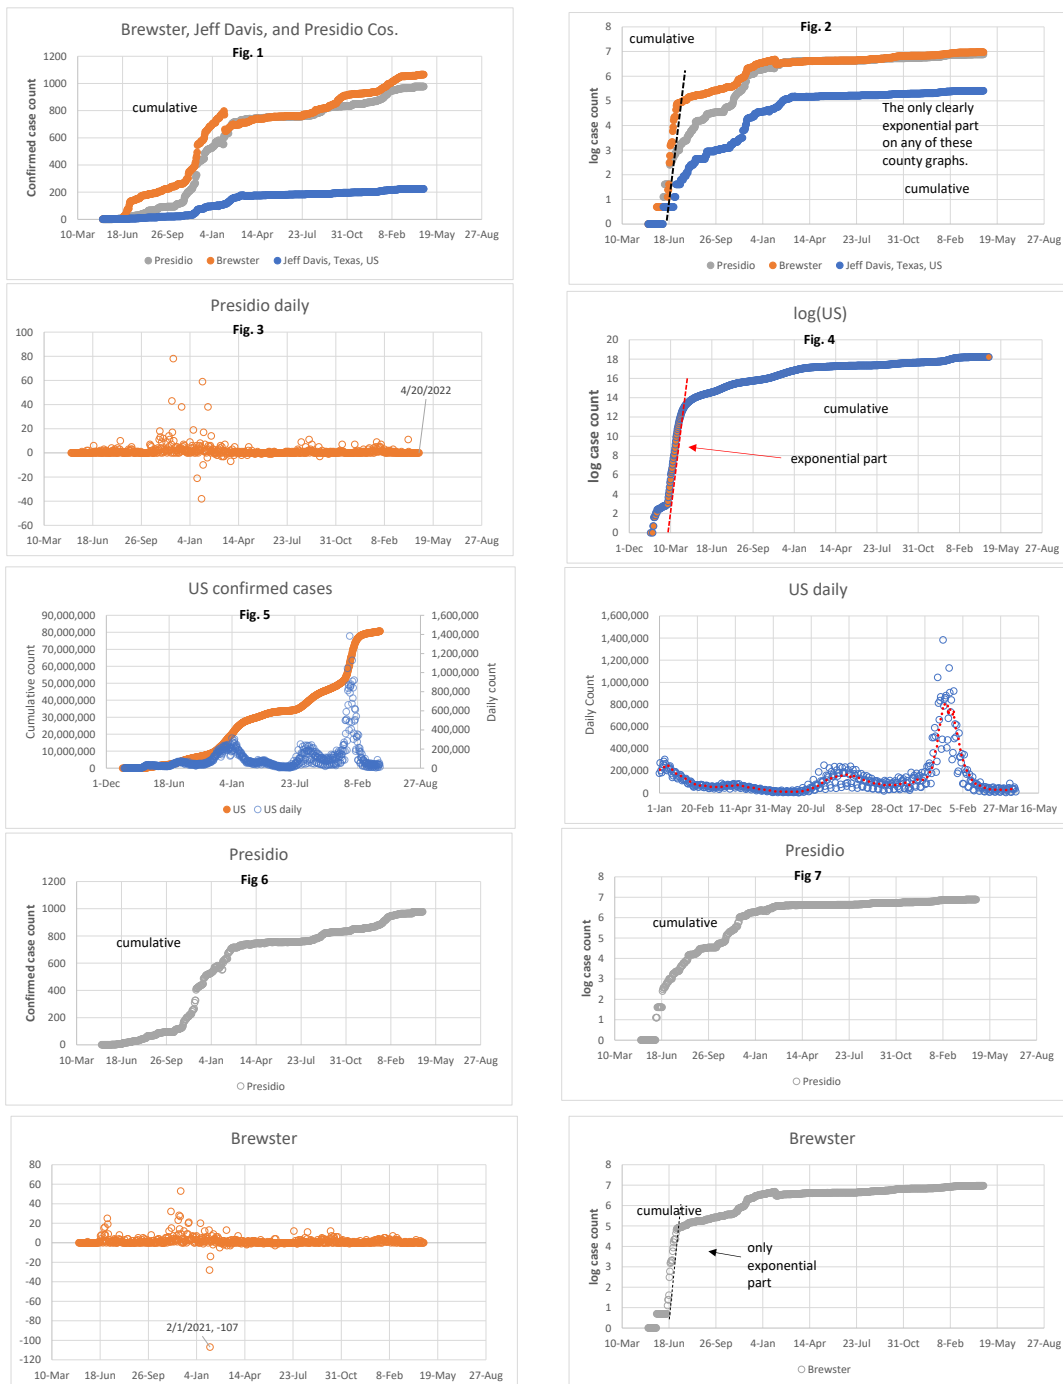 Brewster, Jeff Davis, and Presidio Cos.
Fig. 1
1200
1000
800
600
400
200
0
Confirmed case count
cumulative
10-Mar 18-Jun 26-Sep 4-Jan 14-Apr 23-Jul 31-Oct 8-Feb 19-May 27-Aug
Presidio Brewster Jeff Davis, Texas, US
Fig. 2
8
7
6
5
4
3
2
1
0
log case count
cumulative
The only clearly
exponential part
on any of these
county graphs.
cumulative
10-Mar 18-Jun 26-Sep 4-Jan 14-Apr 23-Jul 31-Oct 8-Feb 19-May 27-Aug
Presidio Brewster Jeff Davis, Texas, US
Presidio daily
Fig. 3
100
80
60
40
20
0
-20
-40
-60
4/20/2022
10-Mar 18-Jun 26-Sep 4-Jan 14-Apr 23-Jul 31-Oct 8-Feb 19-May 27-Aug
log(US)
Fig. 4
20
18
16
14
12
10
8
6
4
2
0
log case count
cumulative
exponential part
1-Dec 10-Mar 18-Jun 26-Sep 4-Jan 14-Apr 23-Jul 31-Oct 8-Feb 19-May 27-Aug
US confirmed cases
Fig. 5
90,000,000
80,000,000
70,000,000
60,000,000
50,000,000
40,000,000
30,000,000
20,000,000
10,000,000
0
Cumulative count
1,600,000
1,400,000
1,200,000
1,000,000
800,000
600,000
400,000
200,000
0
Daily count
1-Dec 18-Jun 4-Jan 23-Jul 8-Feb 27-Aug
US US daily
US daily
1,600,000
1,400,000
1,200,000
1,000,000
800,000
600,000
400,000
200,000
0
Daily Count
1-Jan 20-Feb 11-Apr 31-May 20-Jul 8-Sep 28-Oct 17-Dec 5-Feb 27-Mar 16-May
Presidio
Fig 6
1200
1000
800
600
400
200
0
Confirmed case count
cumulative
10-Mar 18-Jun 26-Sep 4-Jan 14-Apr 23-Jul 31-Oct 8-Feb 19-May 27-Aug
Presidio
Presidio
Fig 7
8
7
6
5
4
3
2
1
0
log case count
cumulative
10-Mar 18-Jun 26-Sep 4-Jan 14-Apr 23-Jul 31-Oct 8-Feb 19-May 27-Aug
Presidio
Brewster
80
60
40
20
0
-20
-40
-60
-80
-100
-120
2/1/2021, -107
10-Mar 18-Jun 26-Sep 4-Jan 14-Apr 23-Jul 31-Oct 8-Feb 19-May 27-Aug
Brewster
8
7
6
5
4
3
2
1
0
log case count
cumulative
only
exponential
part
10-Mar 18-Jun 26-Sep 4-Jan 14-Apr 23-Jul 31-Oct 8-Feb 19-May 27-Aug
Brewster